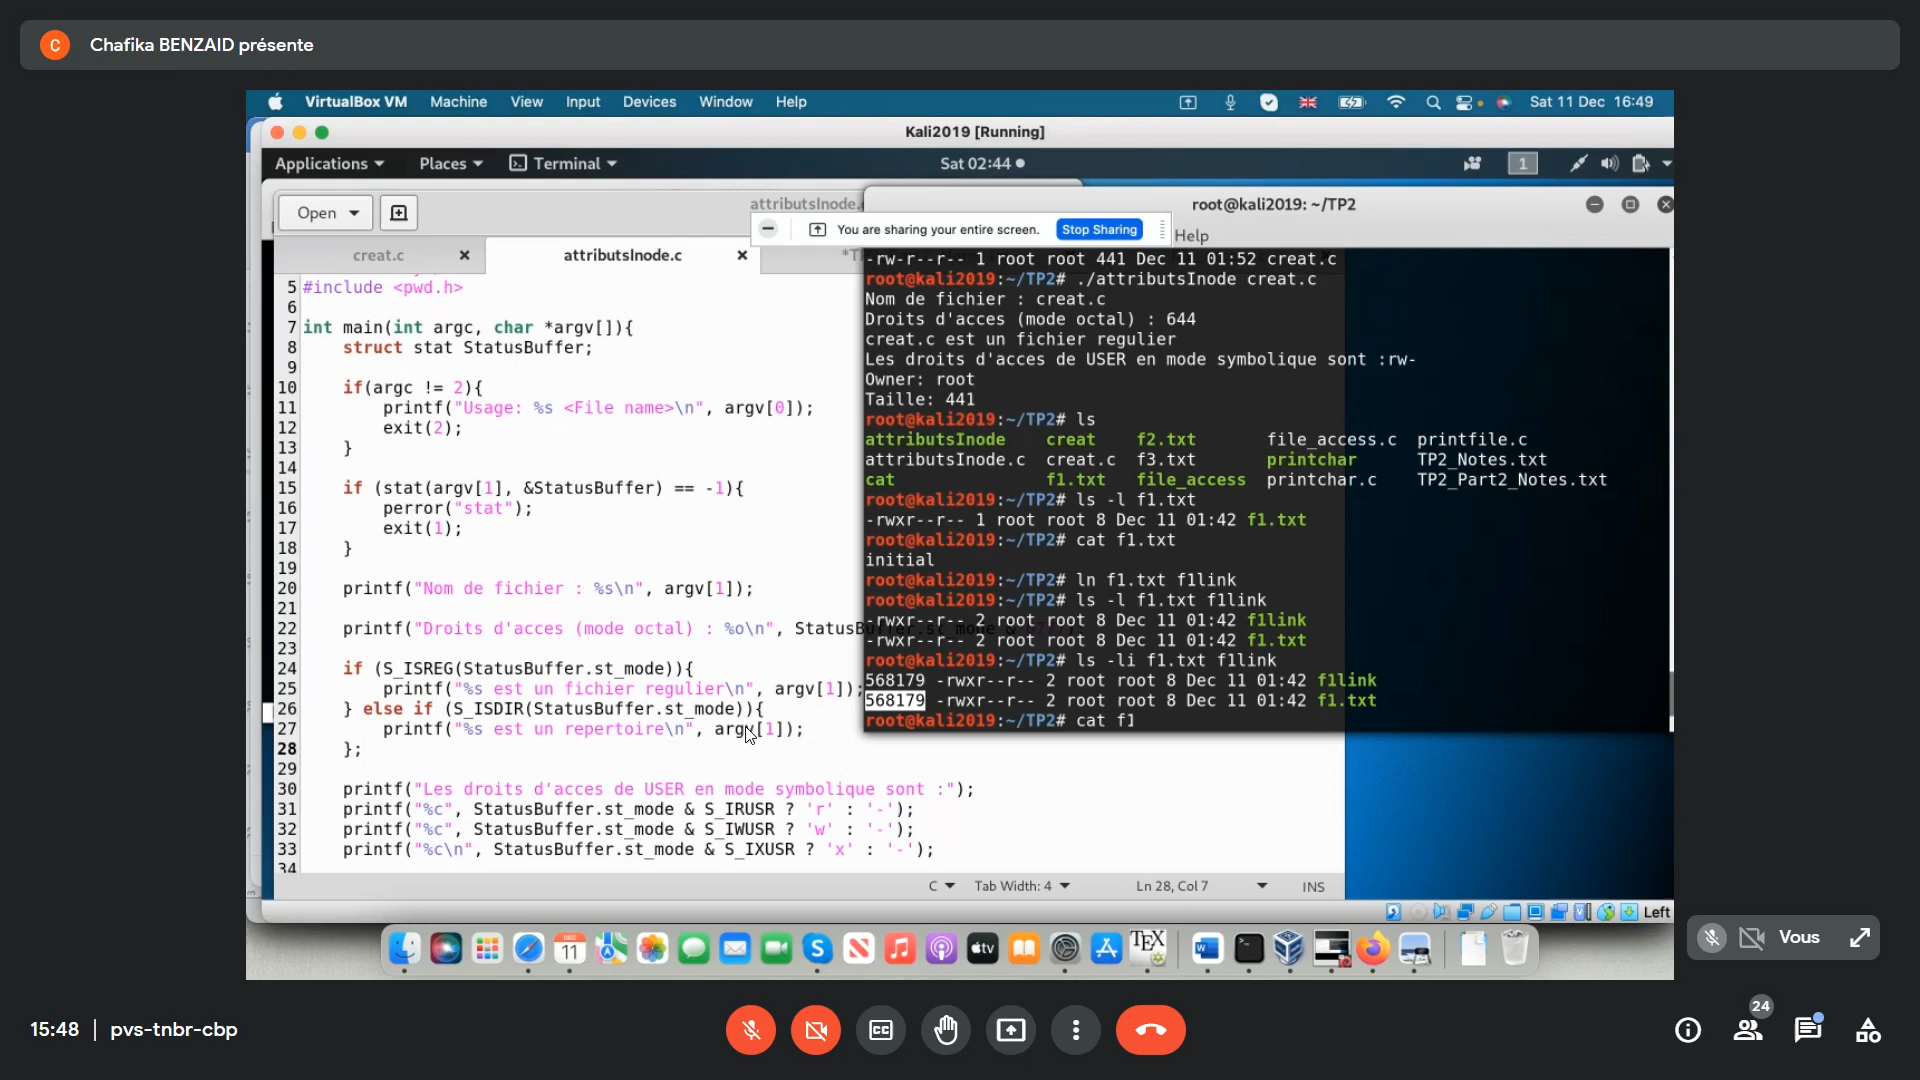 C Chafika BENZAID présente
VirtualBox VM Machine View Input Devices Window Help Sat 11 Dec 16:49
Kali2019 [Running]
Applications Places Terminal Sat 02:44 1
Open attributsInode. root@kali2019: ~/TP2
You are sharing your entire screen. Stop Sharing Help
creat.c attributsInode.c
5 #include <pwd.h>
6
7 int main(int argc, char *argv[]){
8 struct stat StatusBuffer;
9
10 if(argc != 2){
11 printf("Usage: %s <File name>\n", argv[0]);
12 exit(2);
13 }
14
15 if (stat(argv[1], &StatusBuffer) == -1){
16 perror("stat");
17 exit(1);
18 }
19
20 printf("Nom de fichier : %s\n", argv[1]);
21
22 printf("Droits d'acces (mode octal) : %o\n",
23
24 if (S_ISREG(StatusBuffer.st_mode)){
25 printf("%s est un fichier regulier\n", argv[1]);
26 } else if (S_ISDIR(StatusBuffer.st_mode)){
27 printf("%s est un repertoire\n", argv[1]);
28 };
29
30 printf("Les droits d'acces de USER en mode symbolique sont :");
31 printf("%c", StatusBuffer.st_mode & S_IRUSR ? 'r' : '-');
32 printf("%c", StatusBuffer.st_mode & S_IWUSR ? 'w' : '-');
33 printf("%c\n", StatusBuffer.st_mode & S_IXUSR ? 'x' : '-');
34
-rw-r--r-- 1 root root 441 Dec 11 01:52 creat.c
root@kali2019:~/TP2# ./attributsInode creat.c
Nom de fichier : creat.c
Droits d'acces (mode octal) : 644
creat.c est un fichier regulier
Les droits d'acces de USER en mode symbolique sont :rw-
Owner: root
Taille: 441
root@kali2019:~/TP2# ls
attributsInode creat f2.txt file_access.c printfile.c
attributsInode.c creat.c f3.txt printchar TP2_Notes.txt
cat f1.txt file_access printchar.c TP2_Part2_Notes.txt
root@kali2019:~/TP2# ls -l f1.txt
-rwxr--r-- 1 root root 8 Dec 11 01:42 f1.txt
root@kali2019:~/TP2# cat f1.txt
initial
root@kali2019:~/TP2# ln f1.txt f1link
root@kali2019:~/TP2# ls -l f1.txt f1link
-rwxr--r-- 2 root root 8 Dec 11 01:42 f1link
-rwxr--r-- 2 root root 8 Dec 11 01:42 f1.txt
root@kali2019:~/TP2# ls -li f1.txt f1link
568179 -rwxr--r-- 2 root root 8 Dec 11 01:42 f1link
568179 -rwxr--r-- 2 root root 8 Dec 11 01:42 f1.txt
root@kali2019:~/TP2# cat f1
C Tab Width: 4 Ln 28, Col 7 INS
Left
DEC 11 tv TEX
Vous
15:48 | pvs-tnbr-cbp
24